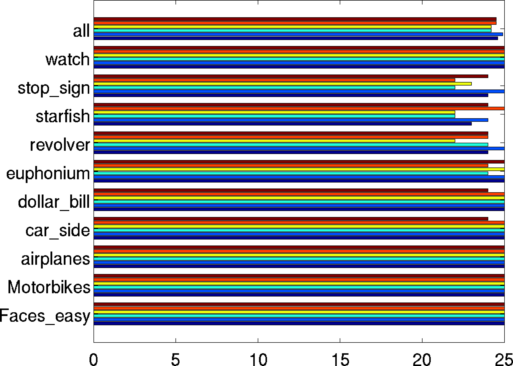 all
watch
stop_sign
starfish
revolver
euphonium
dollar_bill
car_side
airplanes
Motorbikes
Faces_easy
0 5 10 15 20 25